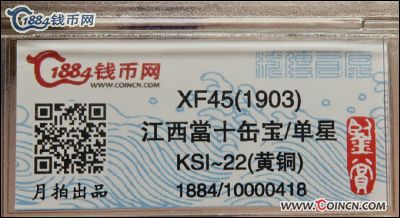 1884钱币网
1884钱币网
WWW.COINCN.COM
XF45(1903)
江西當十缶宝/单星
KSI~22(黄铜)
月拍出品
1884/10000418
CoinCN.com